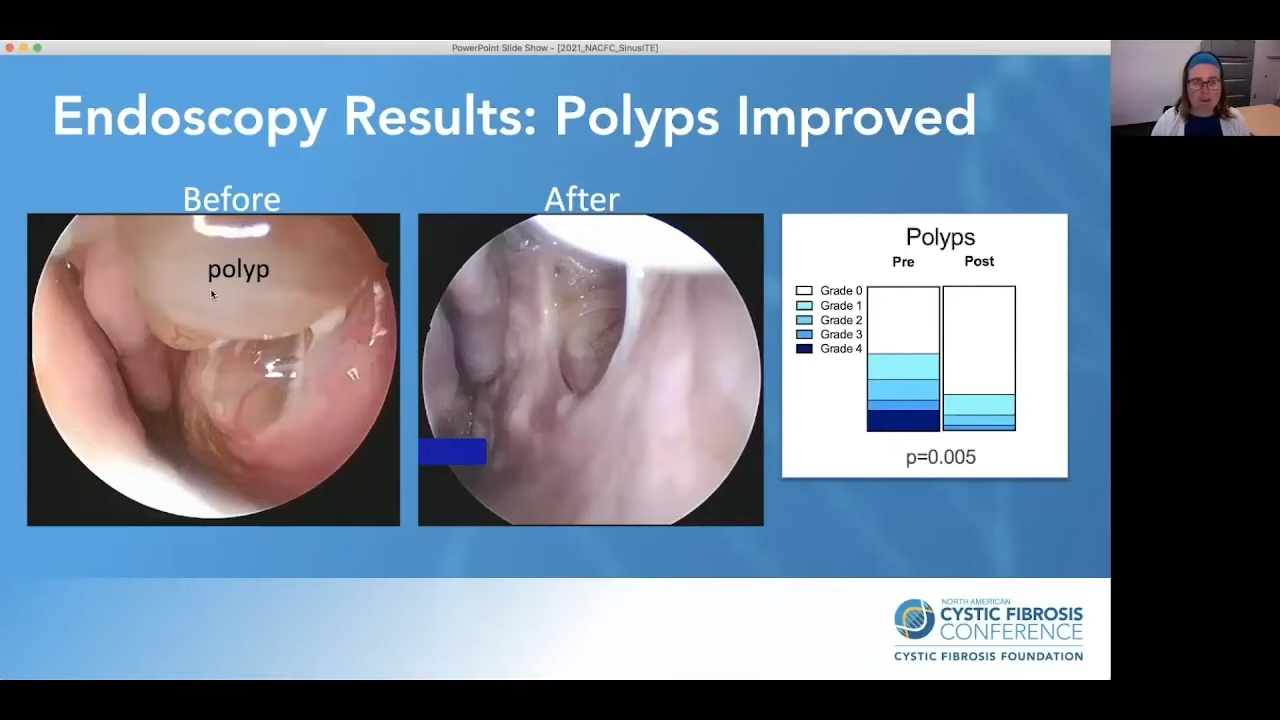 PowerPoint Slide Show - [2021_NACFC_SinusITE]
Endoscopy Results: Polyps Improved
Before
After
polyp
Polyps
Pre
Post
Grade 0
Grade 1
Grade 2
Grade 3
Grade 4
p=0.005
NORTH AMERICAN
CYSTIC FIBROSIS
CONFERENCE
CYSTIC FIBROSIS FOUNDATION